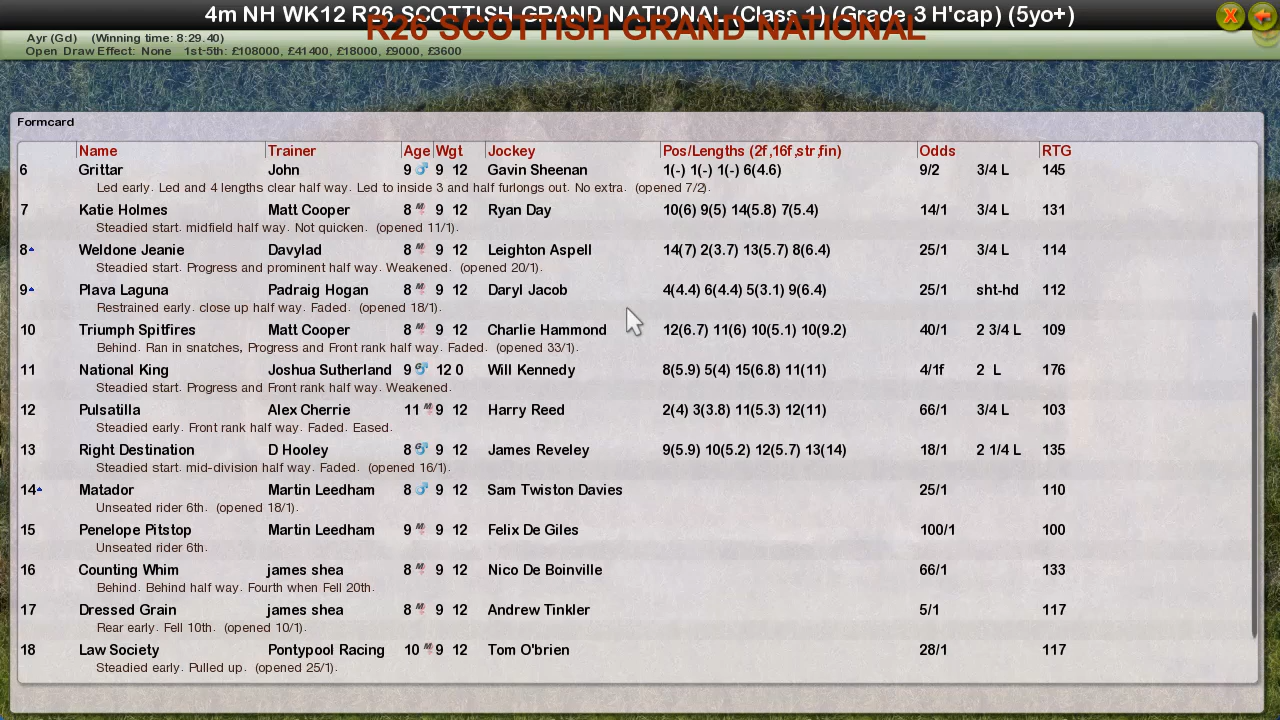 4m NH WK12 R26 SCOTTISH GRAND NATIONAL (Class 1) (Grade 3 H'cap) (5yo+)
R26 SCOTTISH GRAND NATIONAL
Ayr (Gd) (Winning time: 8:29.40)
Open Draw Effect: None 1st-5th: £108000, £41400, £18000, £9000, £3600
Formcard
Name Trainer Age Wgt Jockey Pos/Lengths (2f,16f,str,fin) Odds RTG
6 Grittar John 9 9 12 Gavin Sheenan 1(-) 1(-) 1(-) 6(4.6) 9/2 3/4 L 145
Led early. Led and 4 lengths clear half way. Led to inside 3 and half furlongs out. No extra. (opened 7/2).
7 Katie Holmes Matt Cooper 8 9 12 Ryan Day 10(6) 9(5) 14(5.8) 7(5.4) 14/1 3/4 L 131
Steadied start. midfield half way. Not quicken. (opened 11/1).
8 Weldone Jeanie Davylad 8 9 12 Leighton Aspell 14(7) 2(3.7) 13(5.7) 8(6.4) 25/1 3/4 L 114
Steadied start. Progress and prominent half way. Weakened. (opened 20/1).
9 Plava Laguna Padraig Hogan 8 9 12 Daryl Jacob 4(4.4) 6(4.4) 5(3.1) 9(6.4) 25/1 sht-hd 112
Restrained early. close up half way. Faded. (opened 18/1).
10 Triumph Spitfires Matt Cooper 8 9 12 Charlie Hammond 12(6.7) 11(6) 10(5.1) 10(9.2) 40/1 2 3/4 L 109
Behind. Ran in snatches, Progress and Front rank half way. Faded. (opened 33/1).
11 National King Joshua Sutherland 9 12 0 Will Kennedy 8(5.9) 5(4) 15(6.8) 11(11) 4/1f 2 L 176
Steadied start. Progress and Front rank half way. Weakened.
12 Pulsatilla Alex Cherrie 11 9 12 Harry Reed 2(4) 3(3.8) 11(5.3) 12(11) 66/1 3/4 L 103
Steadied early. Front rank half way. Faded. Eased.
13 Right Destination D Hooley 8 9 12 James Reveley 9(5.9) 10(5.2) 12(5.7) 13(14) 18/1 2 1/4 L 135
Steadied start. mid-division half way. Faded. (opened 16/1).
14 Matador Martin Leedham 8 9 12 Sam Twiston Davies 25/1 110
Unseated rider 6th. (opened 18/1).
15 Penelope Pitstop Martin Leedham 9 9 12 Felix De Giles 100/1 100
Unseated rider 6th.
16 Counting Whim james shea 8 9 12 Nico De Boinville 66/1 133
Behind. Behind half way. Fourth when Fell 20th.
17 Dressed Grain james shea 8 9 12 Andrew Tinkler 5/1 117
Rear early. Fell 10th. (opened 10/1).
18 Law Society Pontypool Racing 10 9 12 Tom O'brien 28/1 117
Steadied early. Pulled up. (opened 25/1).